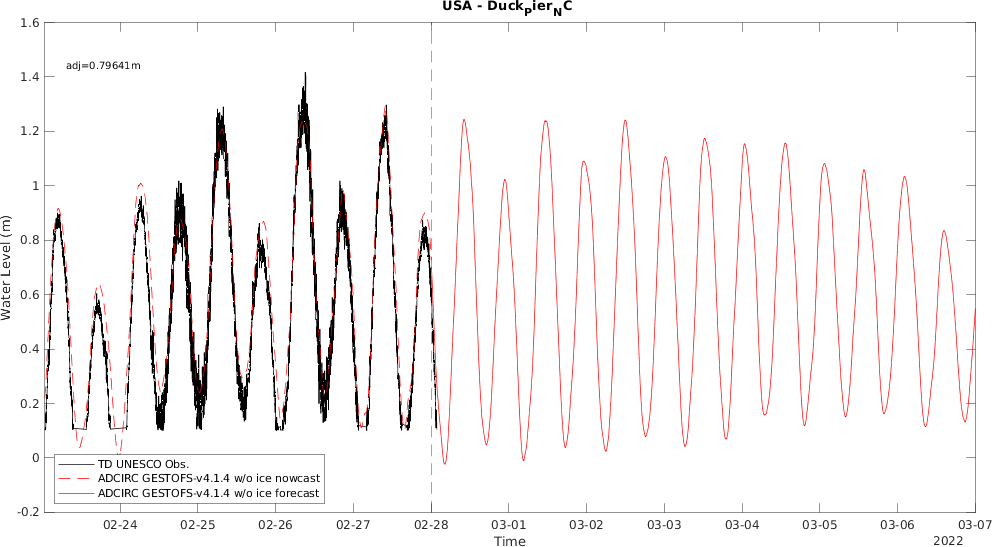 USA - Duck_Pier_NC
1.6
1.4
1.2
1
0.8
0.6
0.4
0.2
0
-0.2
Water Level (m)
adj=0.79641m
TD UNESCO Obs.
ADCIRC GESTOFS-v4.1.4 w/o ice nowcast
ADCIRC GESTOFS-v4.1.4 w/o ice forecast
02-24 02-25 02-26 02-27 02-28 03-01 03-02 03-03 03-04 03-05 03-06 03-07
Time
2022